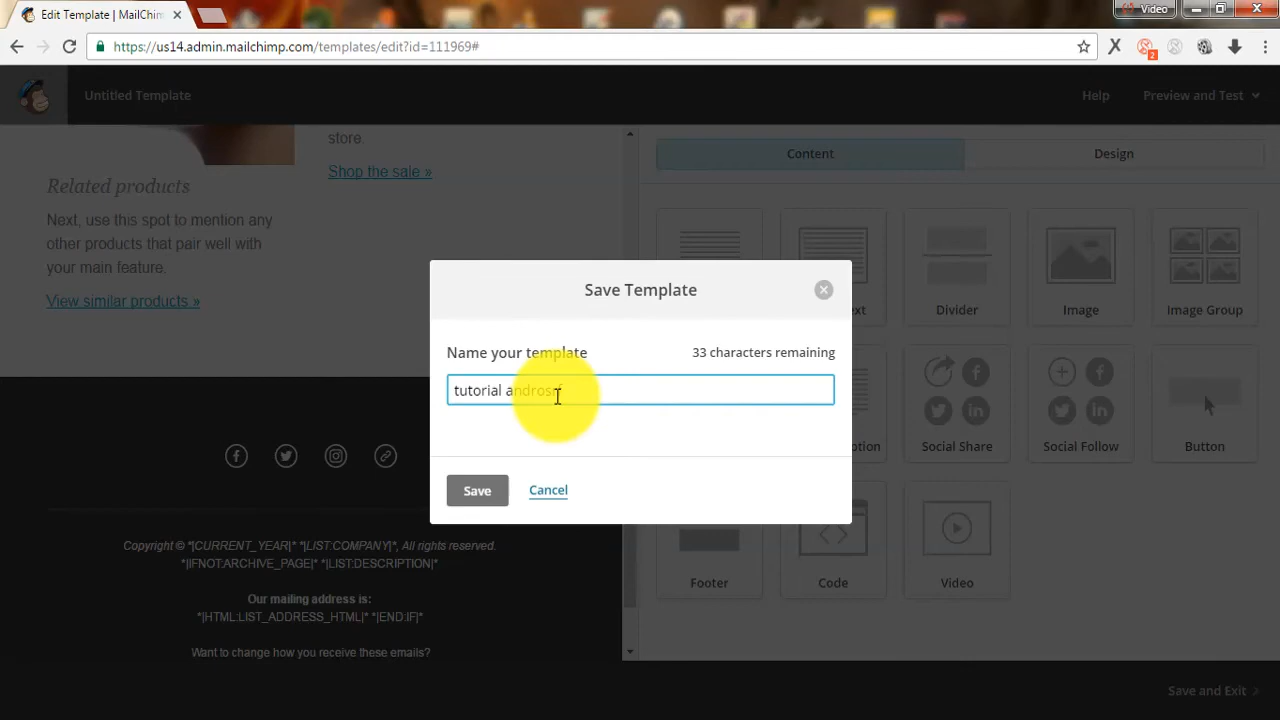 Edit Template | MailChim
Video
https://us14.admin.mailchimp.com/templates/edit?id=111969#
2
Untitled Template
Help
Preview and Test
store.
Shop the sale »
Related products
Next, use this spot to mention any
other products that pair well with
your main feature.
View similar products »
Copyright © *|CURRENT_YEAR|* *|LIST:COMPANY|*, All rights reserved.
*|IFNOT:ARCHIVE_PAGE|* *|LIST:DESCRIPTION|*
Our mailing address is:
*|HTML:LIST_ADDRESS_HTML|* *|END:IF|*
Want to change how you receive these emails?
Content
Design
Divider
Image
Image Group
Social Share
Social Follow
Button
Footer
Code
Video
Save Template
Name your template
33 characters remaining
tutorial
Save
Cancel
Save and Exit